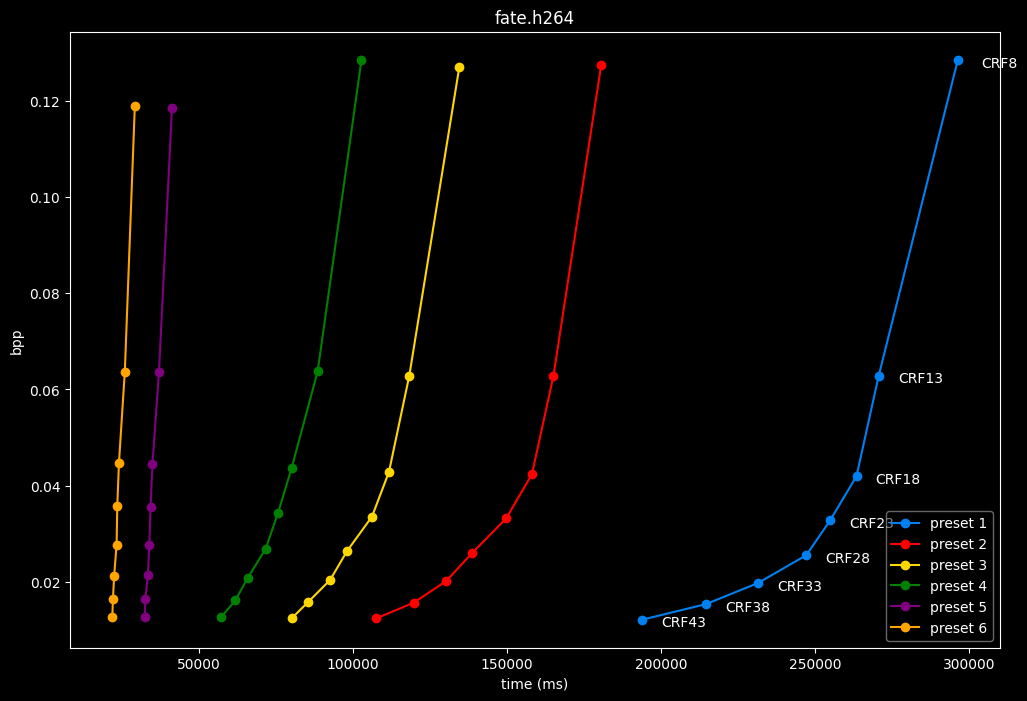 fate.h264
bpp
0.12
0.10
0.08
0.06
0.04
0.02
CRF8
CRF13
CRF18
CRF23
CRF28
CRF33
CRF38
CRF43
preset 1
preset 2
preset 3
preset 4
preset 5
preset 6
50000
100000
150000
200000
250000
300000
time (ms)